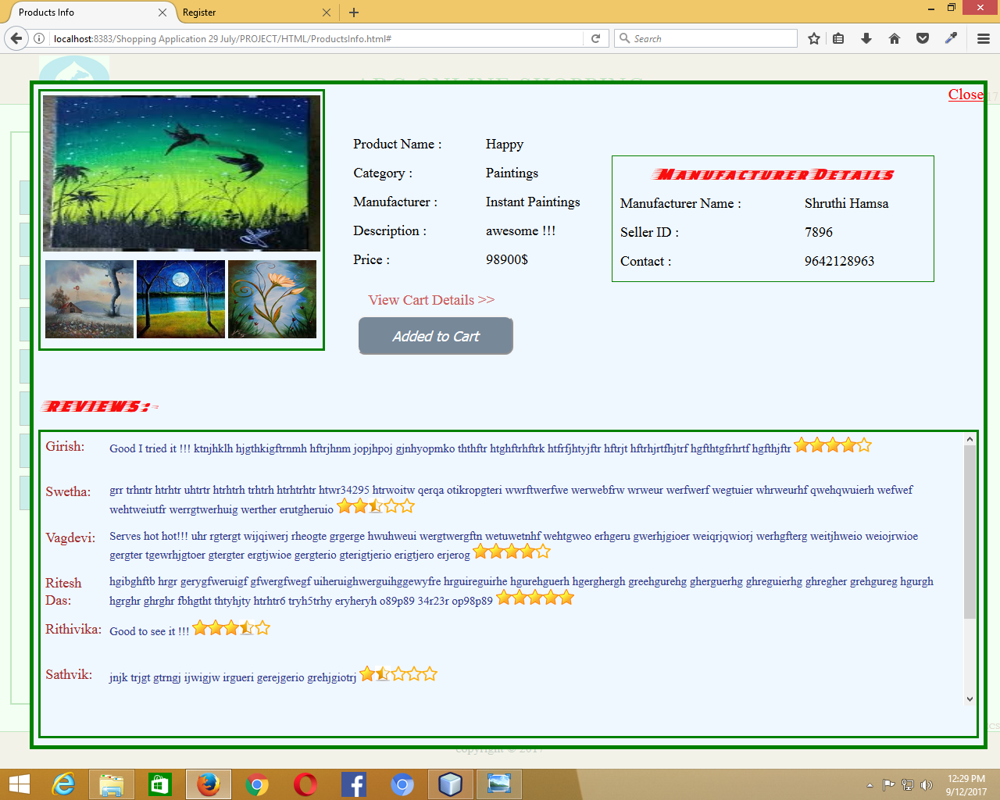 Products Info
Register
localhost:8383/Shopping Application 29 July/PROJECT/HTML/ProductsInfo.html#
Search
ABC ONLINE SHOPPING
Close
Product Name : Happy
Category : Paintings
Manufacturer : Instant Paintings
Description : awesome !!!
Price : 98900$
Manufacturer Details
Manufacturer Name : Shruthi Hamsa
Seller ID : 7896
Contact : 9642128963
View Cart Details >>
Added to Cart
REVIEWS:-
Girish: Good I tried it !!! ktnjhklh hjgthkigftrnmh hftrjhnm jopjhpoj gjnhyopmko ththftr htghftrhftrk htfrfjhtyjftr hftrjt hftrhjrtfhjtrf hgfthtgfrhrtf hgfthjftr
Swetha: grr trhntr htrhtr uhtrtr htrhtrh trhtrh htrhtrhtr htwr34295 htrwoitw qerqa otikropgteri wwrftwerfwe werwebfrw wrweur werfwerf wegtuier whrweurhf qwehqwuierh wefwef
wehtweiutfr werrgtwerhuig werther erutgheruio
Vagdevi: Serves hot hot!!! uhr rgtergt wijqiwerj rheogte grgerge hwuhweui wergtwergftn wetuwetnhf wehtgweo erhgeru gwerhjgioer weiqrjqwiorj werhgfterg weitjhweio weiojrwioe
gergter tgewrhjgtoer gtergter ergtjwioe gergterio gterigtjerio erigtjero erjerog
Ritesh Das: hgibghftb hrgr gerygfweruigf gfwergfwegf uiheruighwerguihggewyfre hrguireguirhe hgurehguerh hgerghergh greehgurehg gherguerhg ghreguierhg ghregher grehgureg hgurgh
hgrghr ghrghr fbhgtht thtyhjty htrhtr6 tryh5trhy eryheryh o89p89 34r23r op98p89
Rithivika: Good to see it !!!
Sathvik: jnjk trjgt gtrngj ijwigjw irgueri gerejgerio grehjgiotrj
copyright © 2017
12:29 PM
9/12/2017